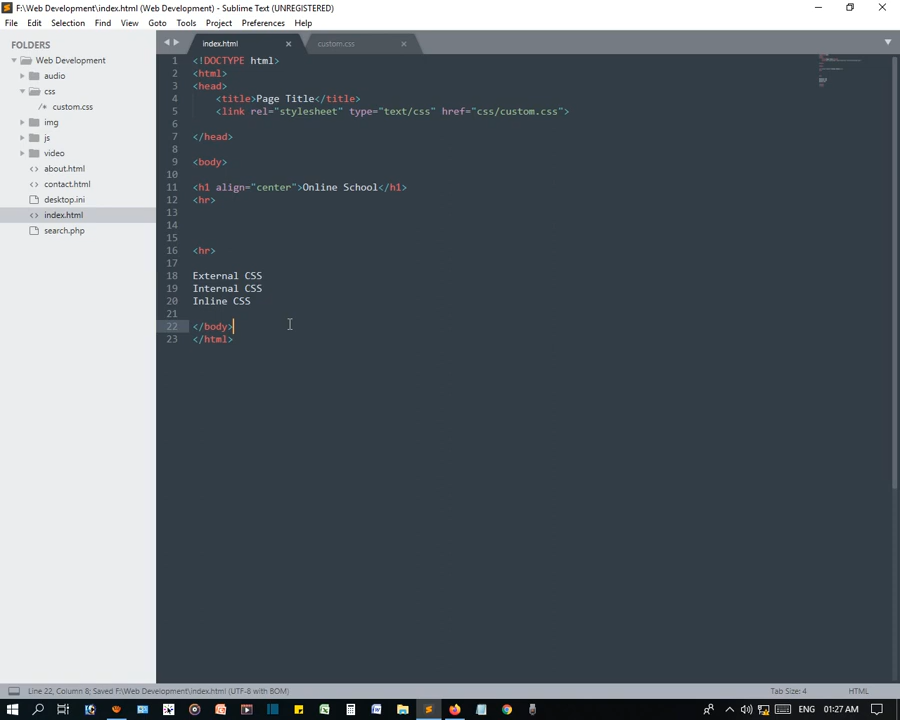 F:\Web Development\index.html (Web Development) - Sublime Text (UNREGISTERED)
File Edit Selection Find View Goto Tools Project Preferences Help
FOLDERS
Web Development
audio
css
custom.css
img
js
video
about.html
contact.html
desktop.ini
index.html
search.php
index.html custom.css
1 <!DOCTYPE html>
2 <html>
3 <head>
4 <title>Page Title</title>
5 <link rel="stylesheet" type="text/css" href="css/custom.css">
6
7 </head>
8
9 <body>
10
11 <h1 align="center">Online School</h1>
12 <hr>
13
14
15
16 <hr>
17
18 External CSS
19 Internal CSS
20 Inline CSS
21
22 </body>
23 </html>
Line 22, Column 8; Saved F:\Web Development\index.html (UTF-8 with BOM) Tab Size: 4 HTML
ENG 01:27 AM